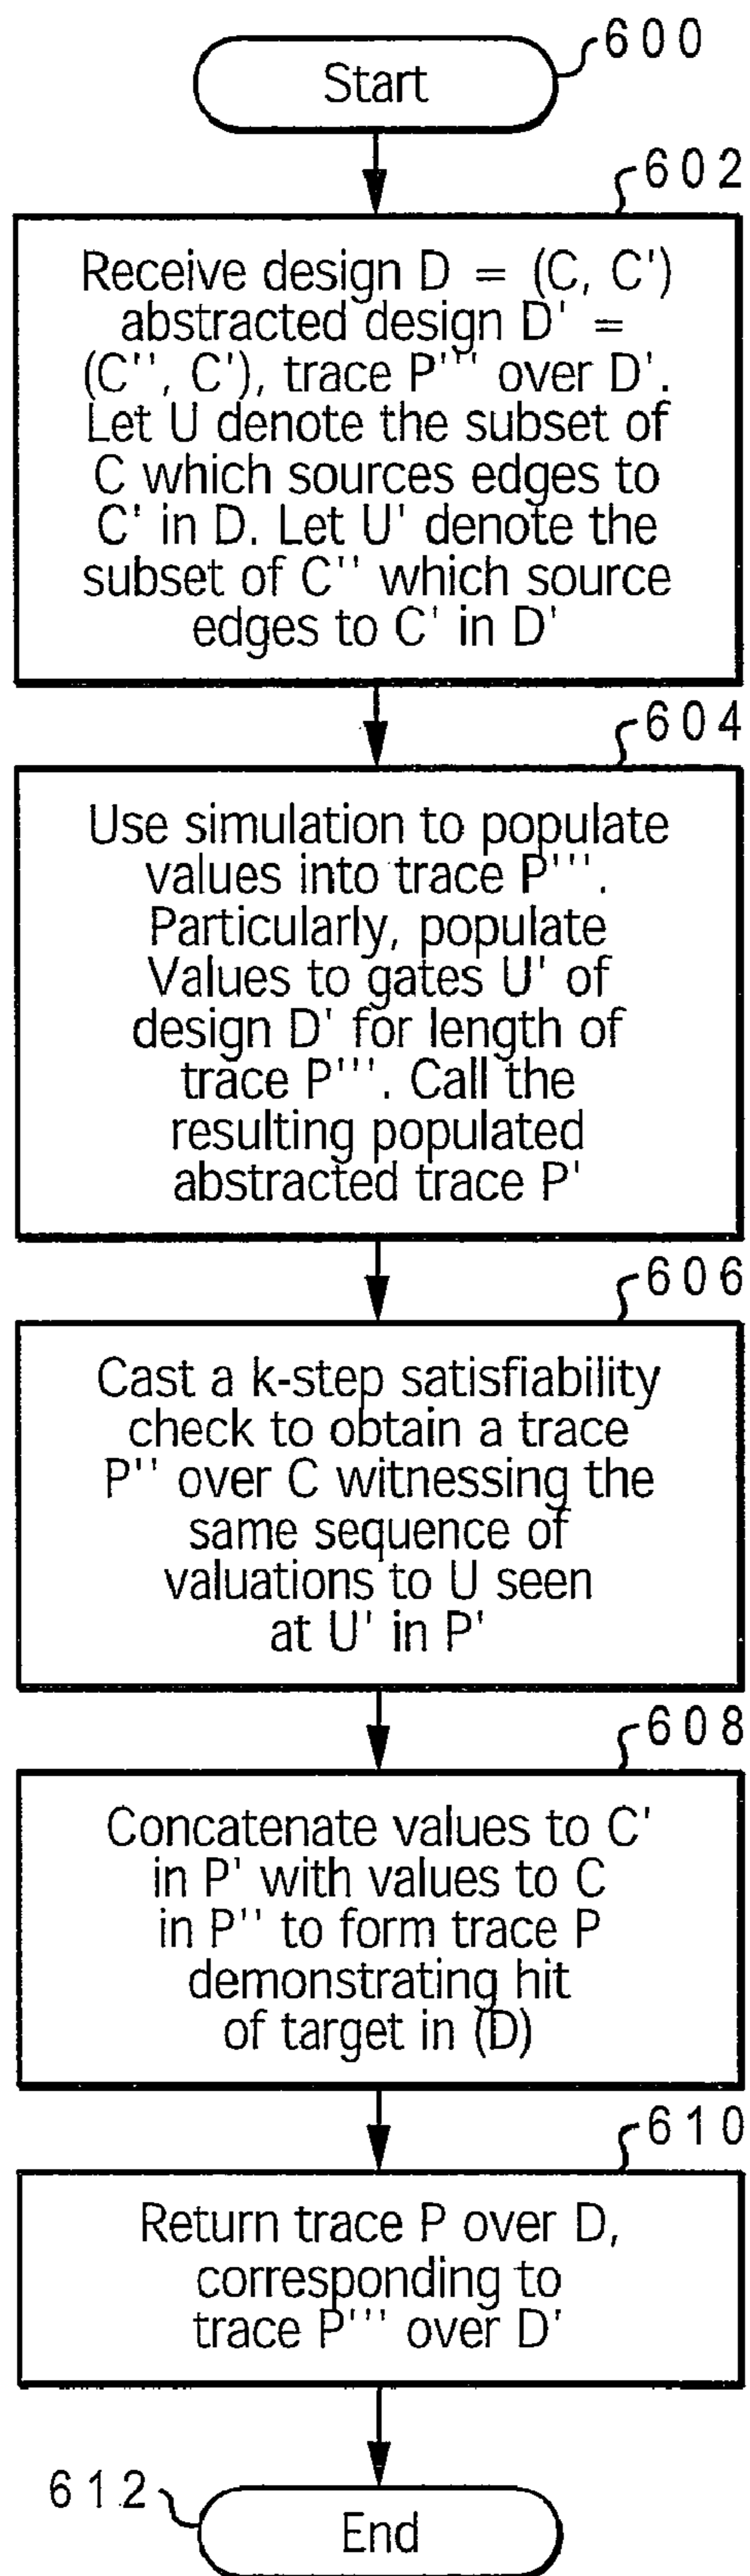 600
Start
602
Receive design D = (C, C')
abstracted design D' =
(C'', C'), trace P''' over D'.
Let U denote the subset of
C which sources edges to
C' in D. Let U' denote the
subset of C'' which source
edges to C' in D'
604
Use simulation to populate
values into trace P'''.
Particularly, populate
Values to gates U' of
design D' for length of
trace P'''. Call the
resulting populated
abstracted trace P'
606
Cast a k-step satisfiability
check to obtain a trace
P'' over C witnessing the
same sequence of
valuations to U seen
at U' in P'
608
Concatenate values to C'
in P' with values to C
in P'' to form trace P
demonstrating hit
of target in (D)
610
Return trace P over D,
corresponding to
trace P''' over D'
612
End